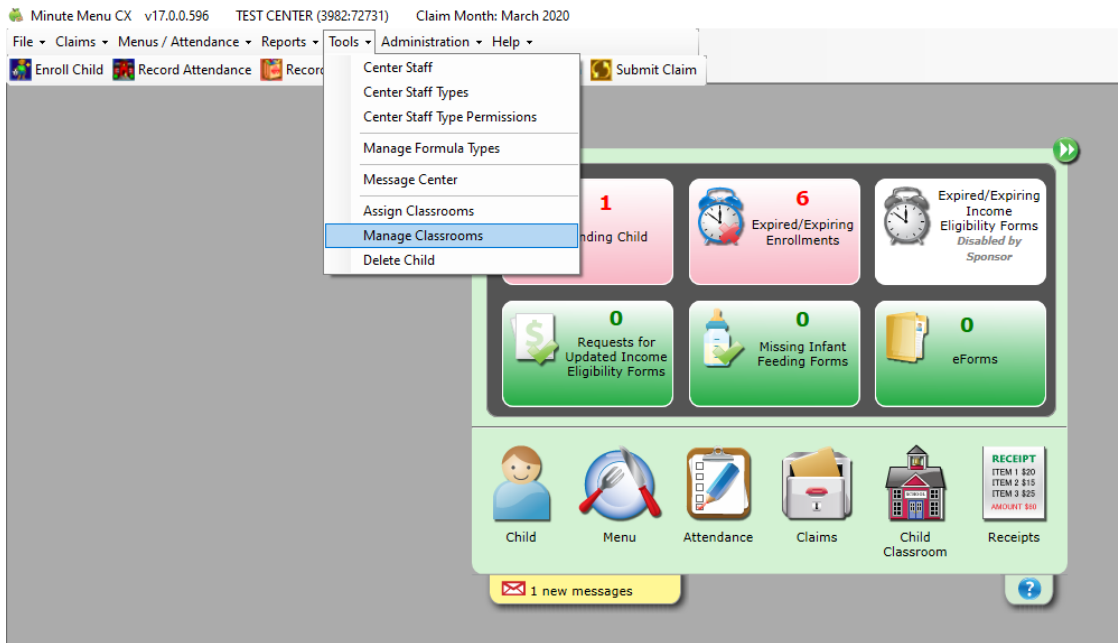 Minute Menu CX v17.0.0.596 TEST CENTER (3982:72731) Claim Month: March 2020
File Claims Menus / Attendance Reports Tools Administration Help
Enroll Child Record Attendance Recor Submit Claim
Center Staff
Center Staff Types
Center Staff Type Permissions
Manage Formula Types
Message Center
Assign Classrooms
Manage Classrooms
Delete Child
1
nding Child
6
Expired/Expiring
Enrollments
Expired/Expiring
Income
Eligibility Forms
Disabled by
Sponsor
0
Requests for
Updated Income
Eligibility Forms
0
Missing Infant
Feeding Forms
0
eForms
SCHOOL
RECEIPT
ITEM 1 $20
ITEM 2 $15
ITEM 3 $25
AMOUNT $60
Child
Menu
Attendance
Claims
Child
Classroom
Receipts
1 new messages